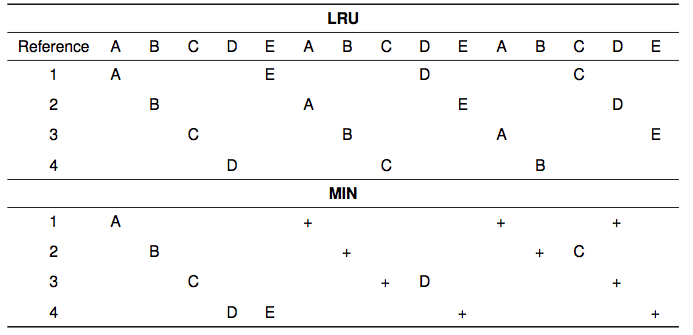 LRU
Reference A B C D E A B C D E A B C D E
1 A E D C
2 B A E D
3 C B A E
4 D C B
MIN
1 A + + +
2 B + + C
3 C + D +
4 D E + +